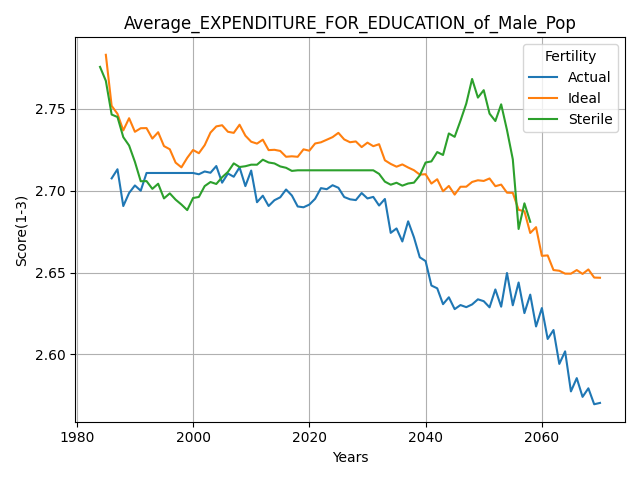 Average_EXPENDITURE_FOR_EDUCATION_of_Male_Pop
Fertility
Actual
Ideal
Sterile
Score(1-3)
2.75
2.70
2.65
2.60
1980 2000 2020 2040 2060
Years